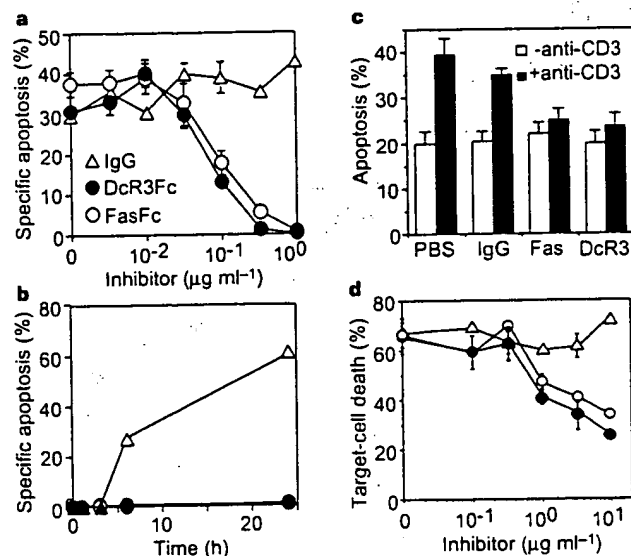 a
Specific apoptosis (%)
50
40
30
20
10
0
△ IgG
● DcR3Fc
○ FasFc
0 10-2 10-1 100
Inhibitor (µg ml–1)
b
Specific apoptosis (%)
80
60
40
20
0
0 10 20
Time (h)
c
Apoptosis (%)
40
30
20
10
0
-anti-CD3
+anti-CD3
PBS IgG Fas DcR3
d
Target-cell death (%)
80
60
40
20
0
0 10-1 100 101
Inhibitor (µg ml–1)